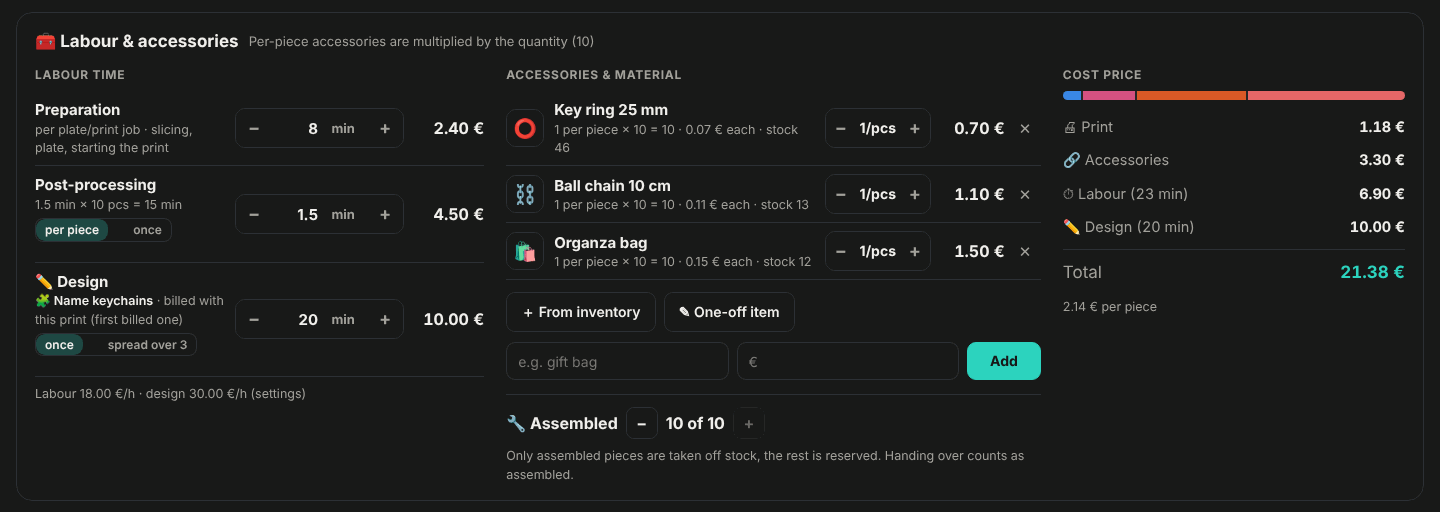 🧰 Labour & accessories Per-piece accessories are multiplied by the quantity (10)
LABOUR TIME
Preparation
per plate/print job · slicing,
plate, starting the print
− 8 min + 2.40 €
Post-processing
1.5 min × 10 pcs = 15 min
per piece once
− 1.5 min + 4.50 €
✏️ Design
🧩 Name keychains · billed with
this print (first billed one)
once spread over 3
− 20 min + 10.00 €
Labour 18.00 €/h · design 30.00 €/h (settings)
ACCESSORIES & MATERIAL
Key ring 25 mm
1 per piece × 10 = 10 · 0.07 € each · stock
46
− 1/pcs + 0.70 € ✕
Ball chain 10 cm
1 per piece × 10 = 10 · 0.11 € each · stock 13
− 1/pcs + 1.10 € ✕
Organza bag
1 per piece × 10 = 10 · 0.15 € each · stock 12
− 1/pcs + 1.50 € ✕
+ From inventory ✎ One-off item
e.g. gift bag € Add
🔧 Assembled − 10 of 10 +
Only assembled pieces are taken off stock, the rest is reserved. Handing over counts as
assembled.
COST PRICE
🖨 Print 1.18 €
🔗 Accessories 3.30 €
⏱ Labour (23 min) 6.90 €
✏️ Design (20 min) 10.00 €
Total 21.38 €
2.14 € per piece